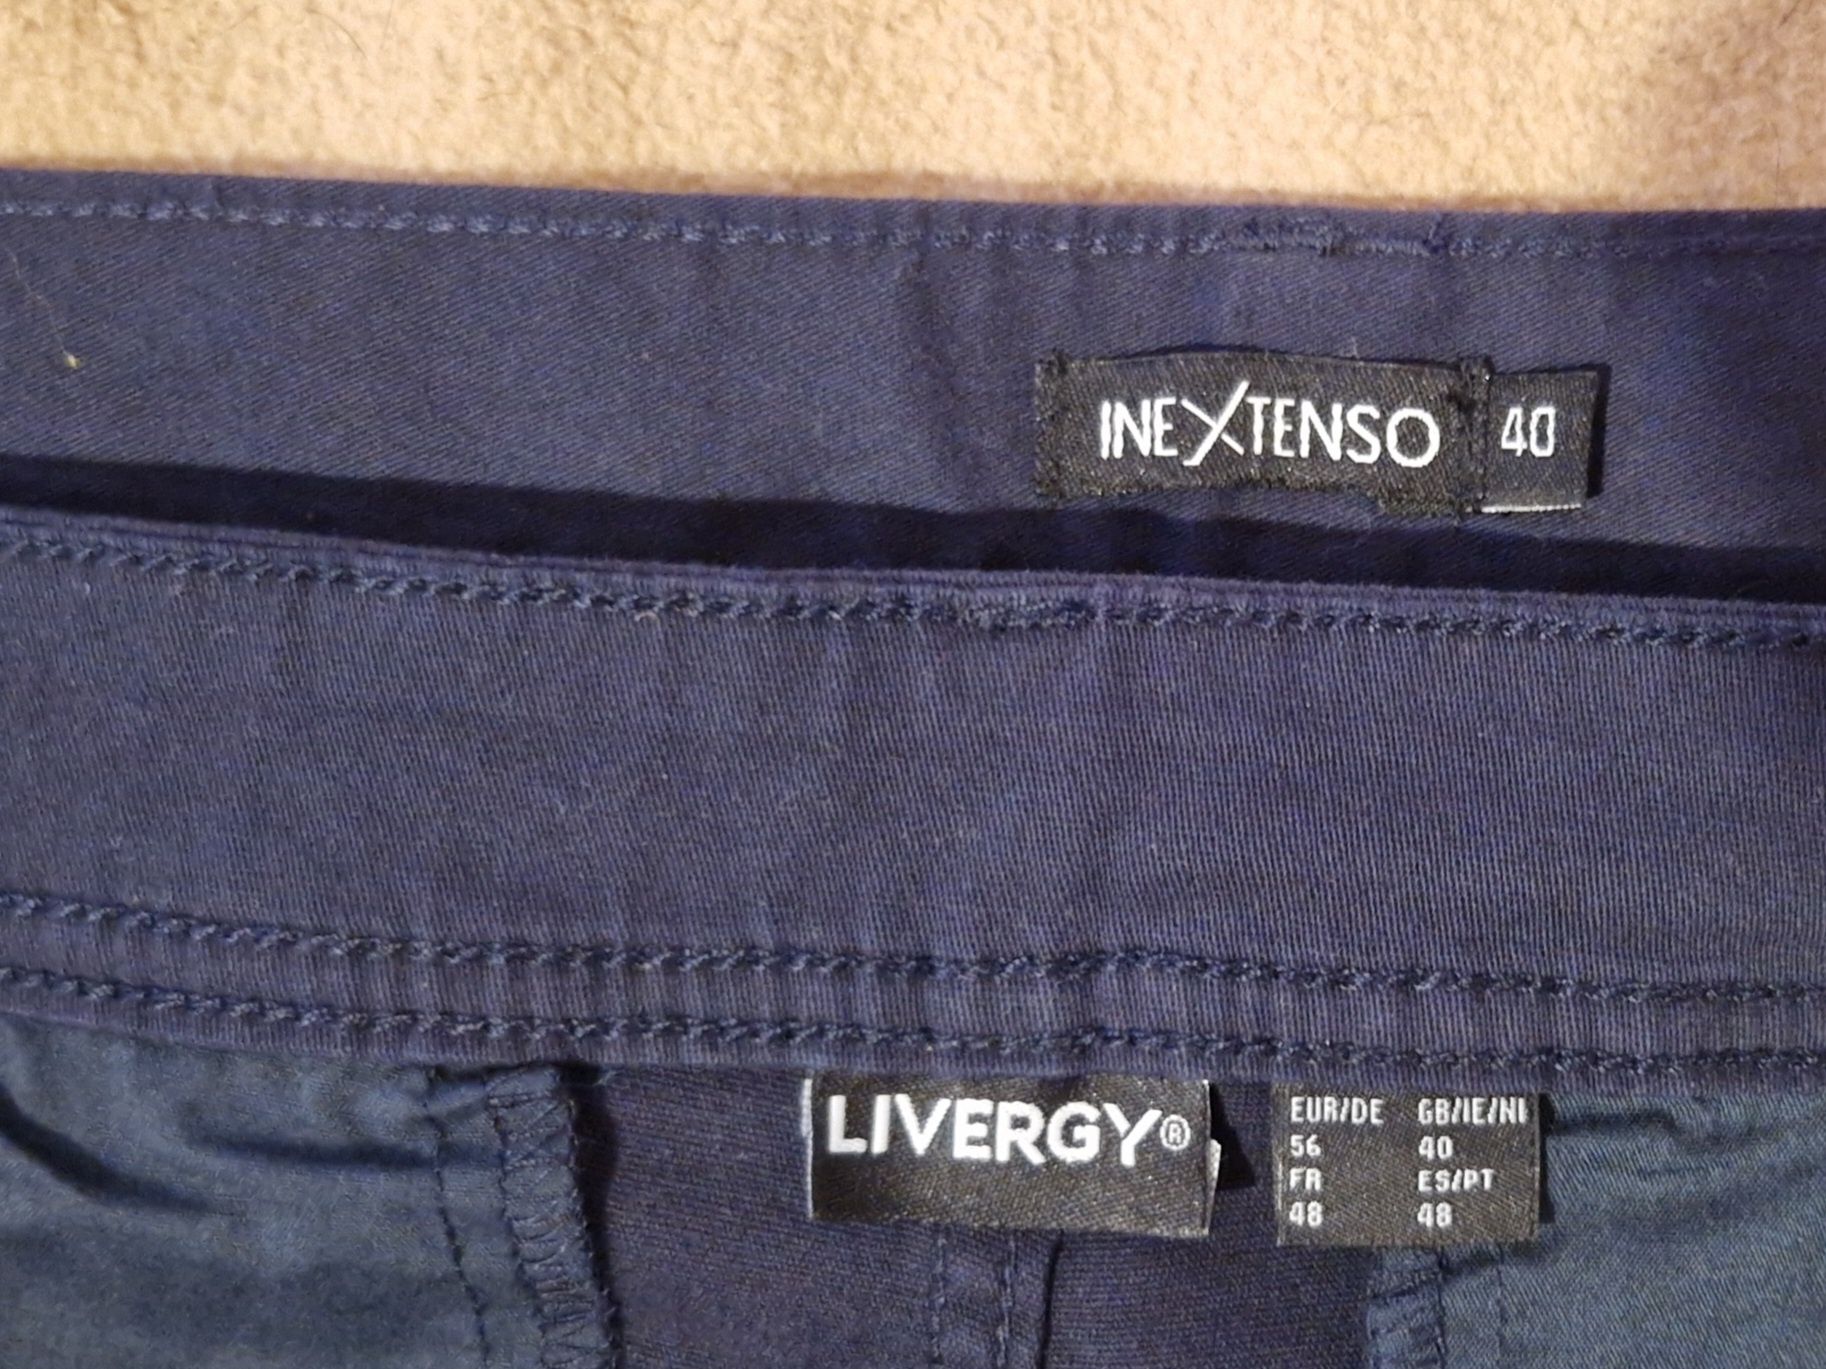 INEXTENSO 40
LIVERGY®
EUR/DE GB/IE/NI
56 40
FR ES/PT
48 48